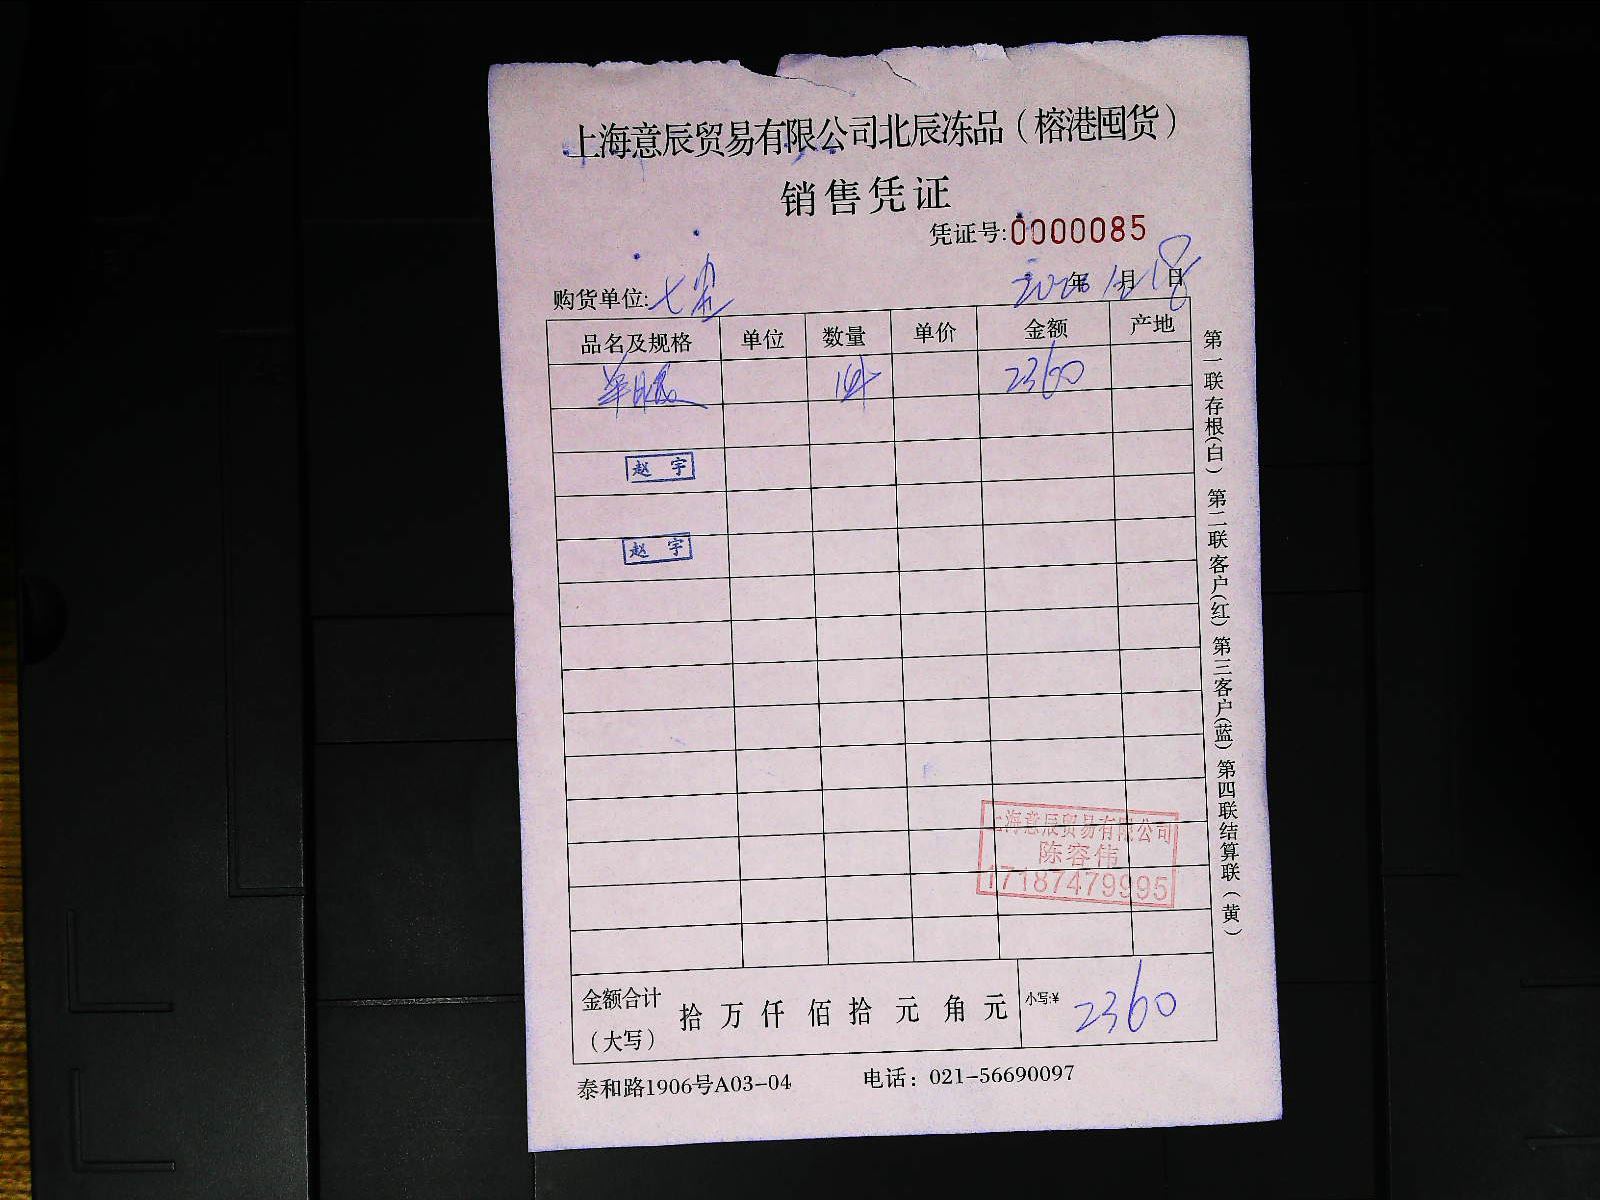 上海意辰贸易有限公司北辰冻品（榕港囤货）
销售凭证
凭证号:0000085
购货单位: 七
年 月18日
品名及规格 单位 数量 单价 金额 产地
羊 2360
赵 宇
赵 宇
上海意辰贸易有限公司
陈容伟
17187479995
金额合计（大写） 拾 万 仟 佰 拾 元 角 元 小写:¥ 2360
泰和路1906号A03-04 电话：021-56690097
第一联存根(白) 第二联客户(红) 第三客户(蓝) 第四联结算联（黄）